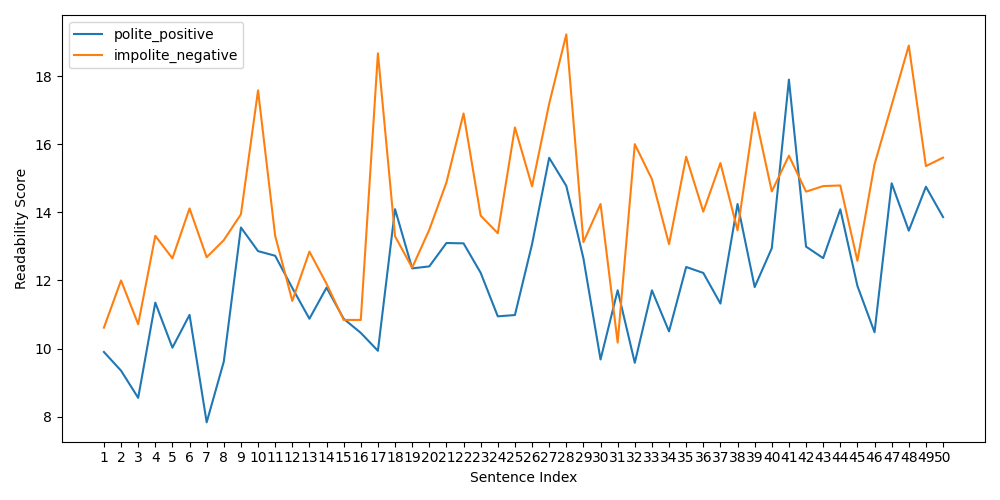 polite_positive
impolite_negative
Readability Score
18
16
14
12
10
8
1 2 3 4 5 6 7 8 9 10 11 12 13 14 15 16 17 18 19 20 21 22 23 24 25 26 27 28 29 30 31 32 33 34 35 36 37 38 39 40 41 42 43 44 45 46 47 48 49 50
Sentence Index